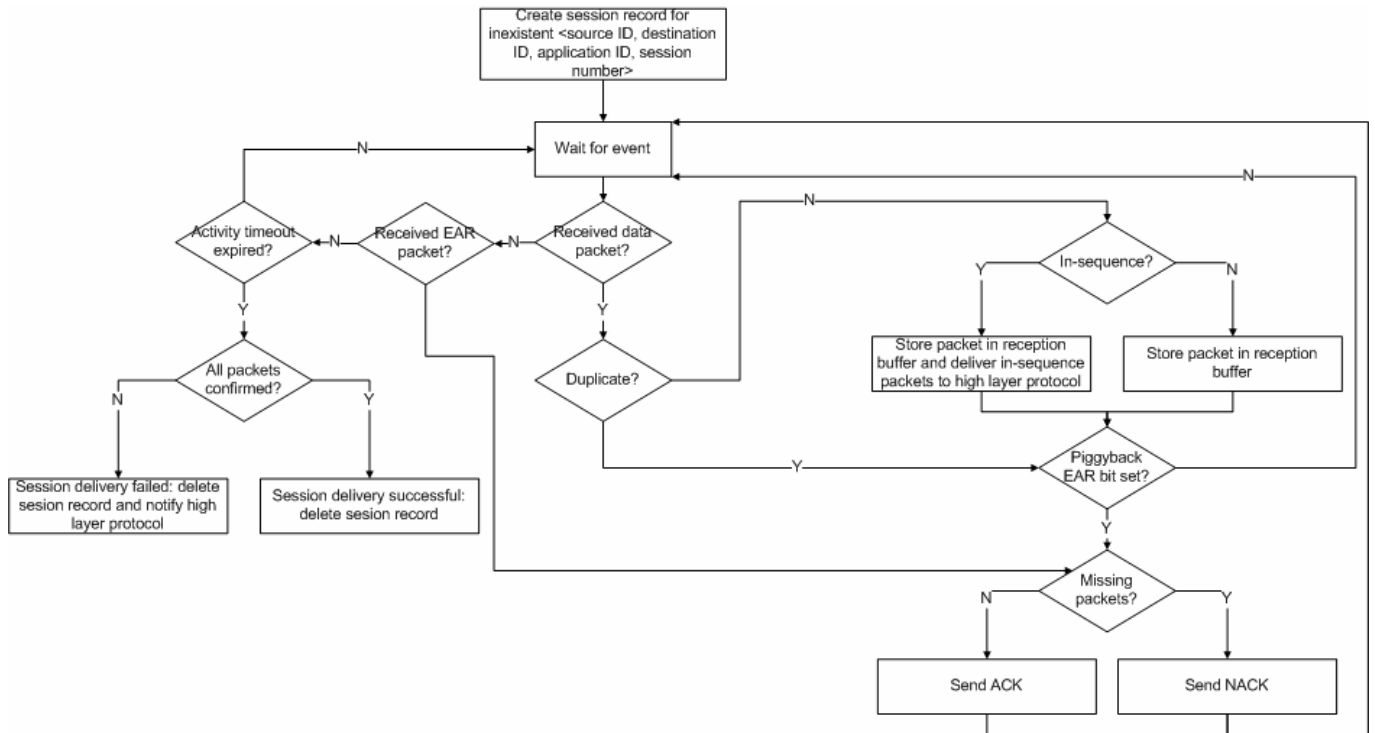 Create session record for
inexistent <source ID, destination
ID, application ID, session
number>
Wait for event
N
N
N
Activity timeout
expired?
N
Received EAR
packet?
N
Received data
packet?
In-sequence?
Y
N
Y
Y
Store packet in reception
buffer and deliver in-sequence
packets to high layer protocol
Store packet in reception
buffer
All packets
confirmed?
Duplicate?
N
Y
Y
Piggyback
EAR bit set?
Session delivery failed: delete
sesion record and notify high
layer protocol
Session delivery successful:
delete sesion record
Y
Missing
packets?
N
Y
Send ACK
Send NACK